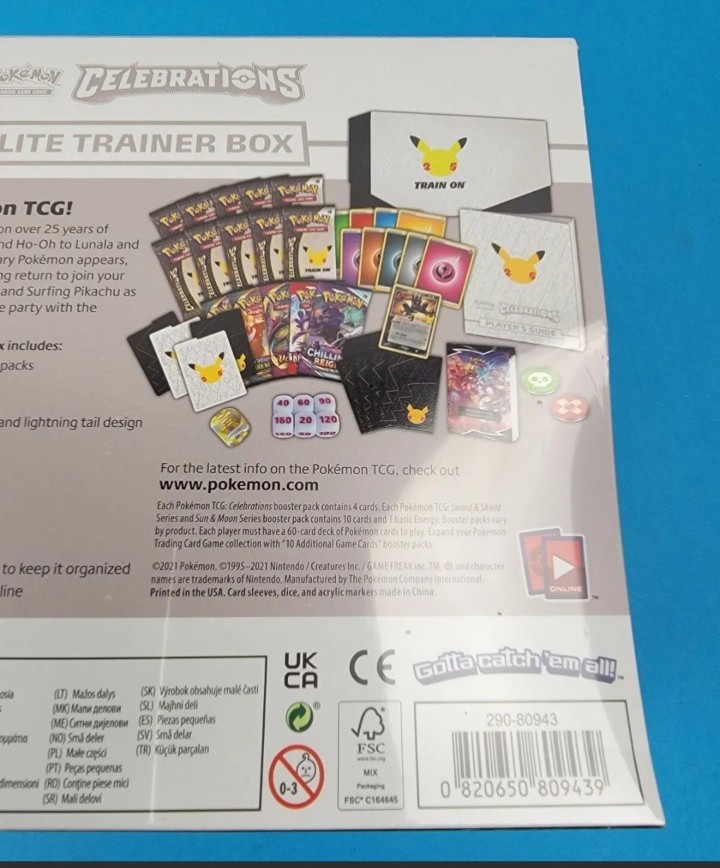 POKéMON CELEBRATIONS
LITE TRAINER BOX
n TCG!
on over 25 years of
nd Ho-Oh to Lunala and
ry Pokémon appears,
ng return to join your
and Surfing Pikachu as
e party with the
x includes:
packs
and lightning tail design
to keep it organized
line
TRAIN ON
2 5
PLAYER'S GUIDE
TRAIN ON
CHILLI
REIG
40 60 90
160 20 120
For the latest info on the Pokémon TCG, check out
www.pokemon.com
Each Pokémon TCG: Celebrations booster pack contains 4 cards. Each Pokémon TCG: Sword & Shield
Series and Sun & Moon Series booster pack contains 10 cards and 1 basic Energy. Booster packs vary
by product. Each player must have a 60-card deck of Pokémon cards to play. Expand your Pokémon
Trading Card Game collection with "10 Additional Game Cards" booster packs.
©2021 Pokémon. ©1995–2021 Nintendo / Creatures Inc. / GAME FREAK inc. TM, ® and character
names are trademarks of Nintendo. Manufactured by The Pokémon Company International.
Printed in the USA. Card sleeves, dice, and acrylic markers made in China.
ONLINE
UK
CA
CE
Gotta catch 'em all!
(LT) Mažos dalys
(MK) Мали делови
(ME) Ситни дијелови
(NO) Små deler
(PL) Małe części
(PT) Peças pequenas
dimensioni (RO) Conține piese mici
(SR) Mali delovi
(SK) Výrobok obsahuje malé časti
(SL) Majhni deli
(ES) Piezas pequeñas
(SV) Små delar
(TR) Küçük parçaları
0-3
FSC
MIX
Packaging
FSC® C164645
290-80943
0 820650 809439